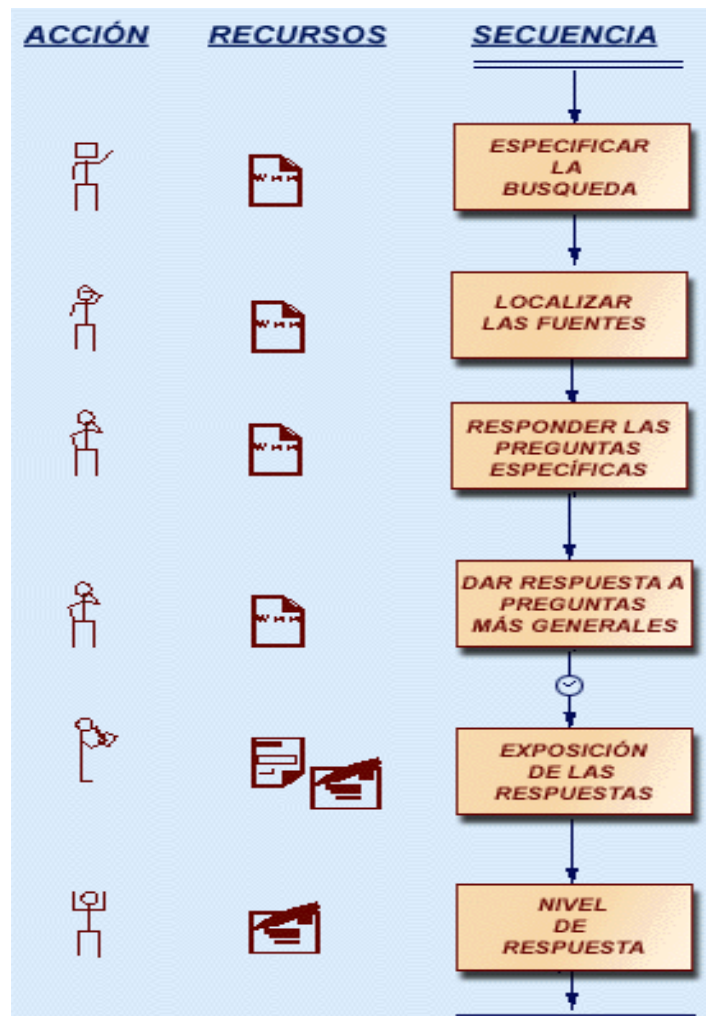 ACCIÓN RECURSOS SECUENCIA
ESPECIFICAR
LA
BUSQUEDA
LOCALIZAR
LAS FUENTES
RESPONDER LAS
PREGUNTAS
ESPECÍFICAS
DAR RESPUESTA A
PREGUNTAS
MÁS GENERALES
EXPOSICIÓN
DE LAS
RESPUESTAS
NIVEL
DE
RESPUESTA